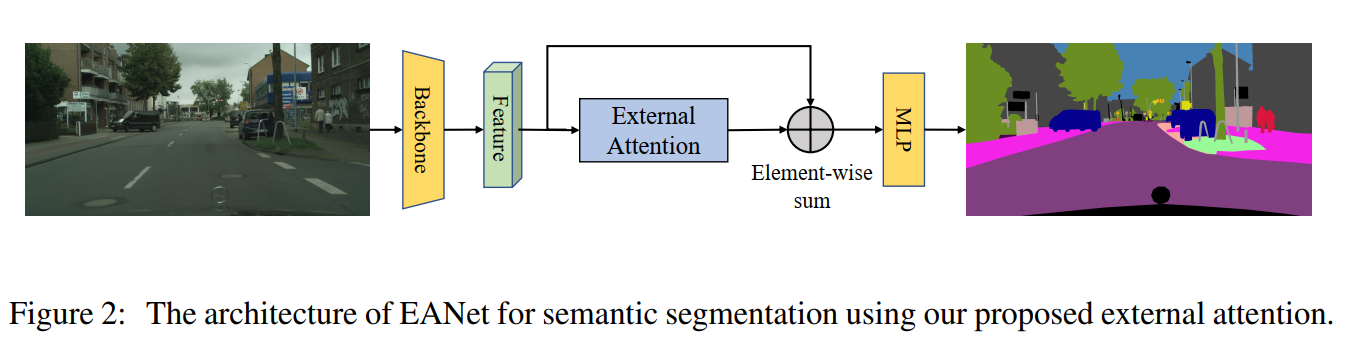 Backbone
Feature
External
Attention
Element-wise
sum
MLP
Figure 2: The architecture of EANet for semantic segmentation using our proposed external attention.